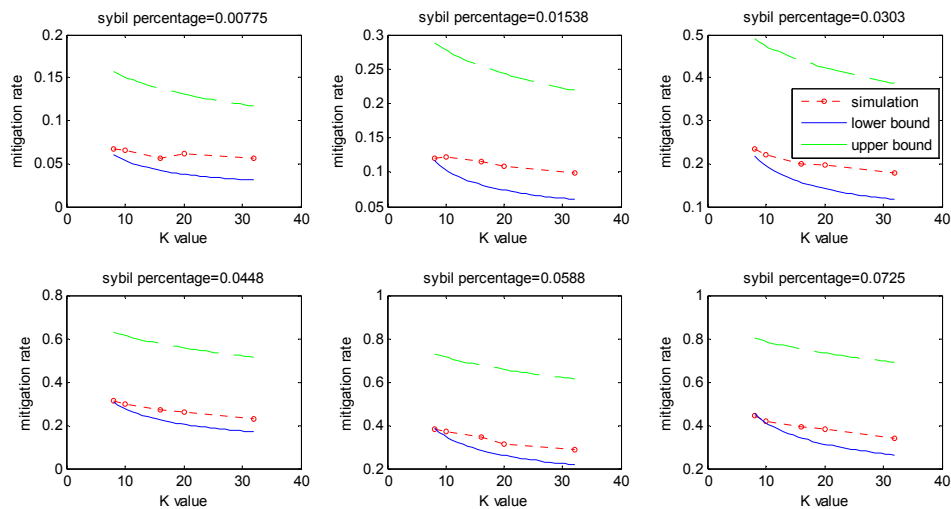 sybil percentage=0.00775
sybil percentage=0.01538
sybil percentage=0.0303
mitigation rate
0.2
0.15
0.1
0.05
0
0 10 20 30 40
K value
mitigation rate
0.3
0.25
0.2
0.15
0.1
0.05
0 10 20 30 40
K value
mitigation rate
0.5
0.4
0.3
0.2
0.1
0 10 20 30 40
K value
simulation
lower bound
upper bound
sybil percentage=0.0448
sybil percentage=0.0588
sybil percentage=0.0725
mitigation rate
0.8
0.6
0.4
0.2
0
0 10 20 30 40
K value
mitigation rate
1
0.8
0.6
0.4
0.2
0 10 20 30 40
K value
mitigation rate
1
0.8
0.6
0.4
0.2
0 10 20 30 40
K value